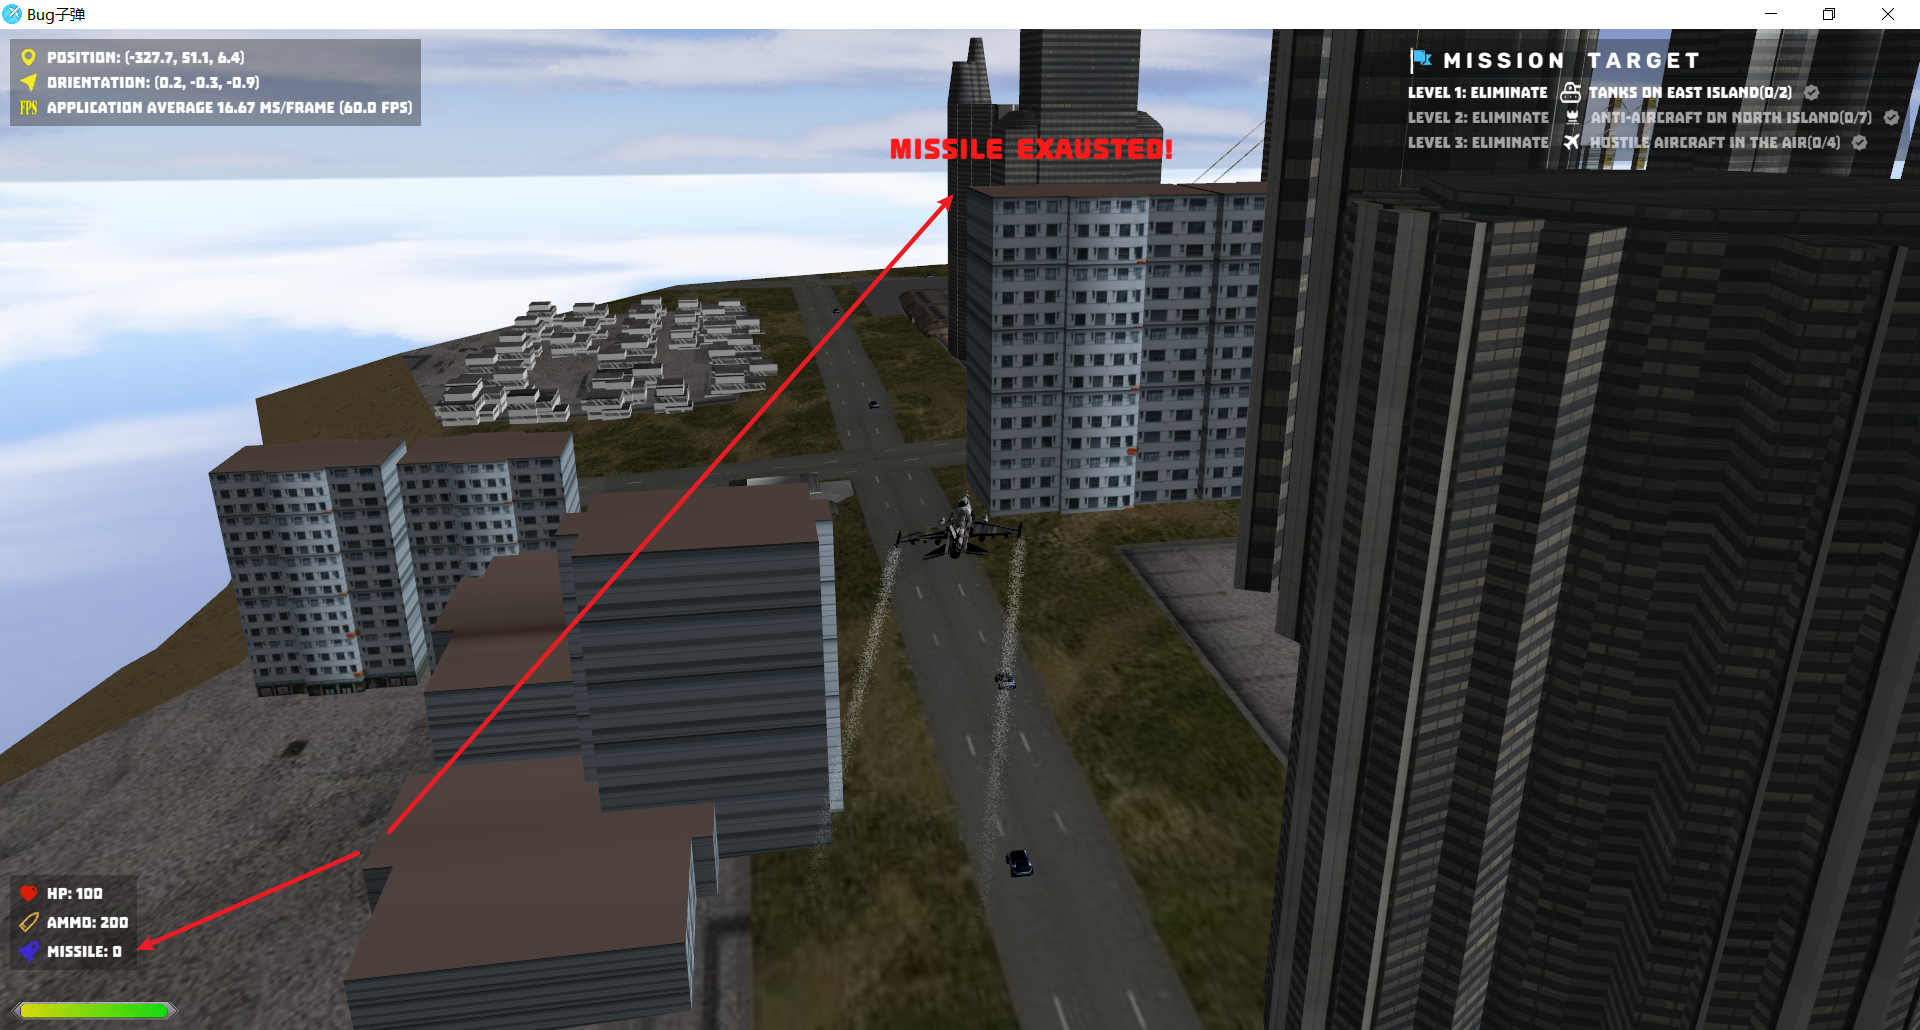 Bug子弹
POSITION: (-327.7, 51.1, 6.4)
ORIENTATION: (0.2, -0.3, -0.9)
FPS APPLICATION AVERAGE 16.67 MS/FRAME (60.0 FPS)
MISSION TARGET
LEVEL 1: ELIMINATE TANKS ON EAST ISLAND(0/2)
LEVEL 2: ELIMINATE ANTI-AIRCRAFT ON NORTH ISLAND(0/7)
LEVEL 3: ELIMINATE HOSTILE AIRCRAFT IN THE AIR(0/4)
MISSILE EXAUSTED!
HP: 100
AMMO: 200
MISSILE: 0